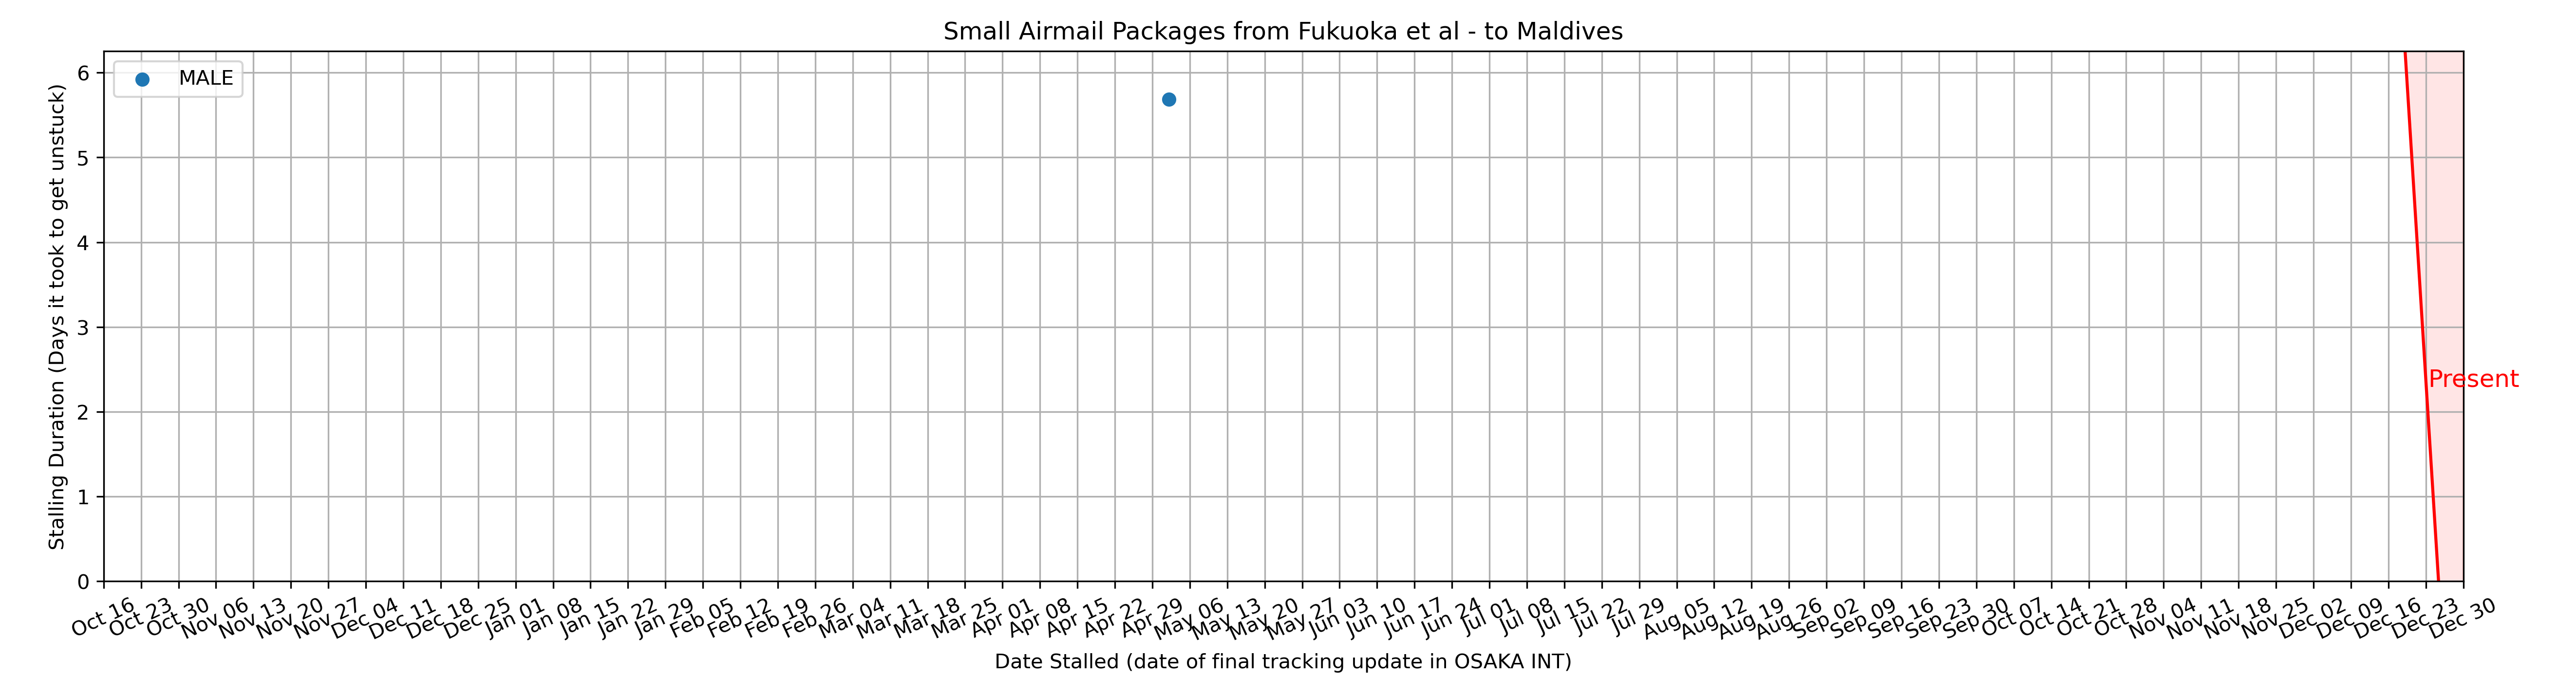 Small Airmail Packages from Fukuoka et al - to Maldives
MALE
Stalling Duration (Days it took to get unstuck)
6
5
4
3
2
1
0
Present
Oct 16
Oct 23
Oct 30
Nov 06
Nov 13
Nov 20
Nov 27
Dec 04
Dec 11
Dec 18
Dec 25
Jan 01
Jan 08
Jan 15
Jan 22
Jan 29
Feb 05
Feb 12
Feb 19
Feb 26
Mar 04
Mar 11
Mar 18
Mar 25
Apr 01
Apr 08
Apr 15
Apr 22
Apr 29
May 06
May 13
May 20
May 27
Jun 03
Jun 10
Jun 17
Jun 24
Jul 01
Jul 08
Jul 15
Jul 22
Jul 29
Aug 05
Aug 12
Aug 19
Aug 26
Sep 02
Sep 09
Sep 16
Sep 23
Sep 30
Oct 07
Oct 14
Oct 21
Oct 28
Nov 04
Nov 11
Nov 18
Nov 25
Dec 02
Dec 09
Dec 16
Dec 23
Dec 30
Date Stalled (date of final tracking update in OSAKA INT)